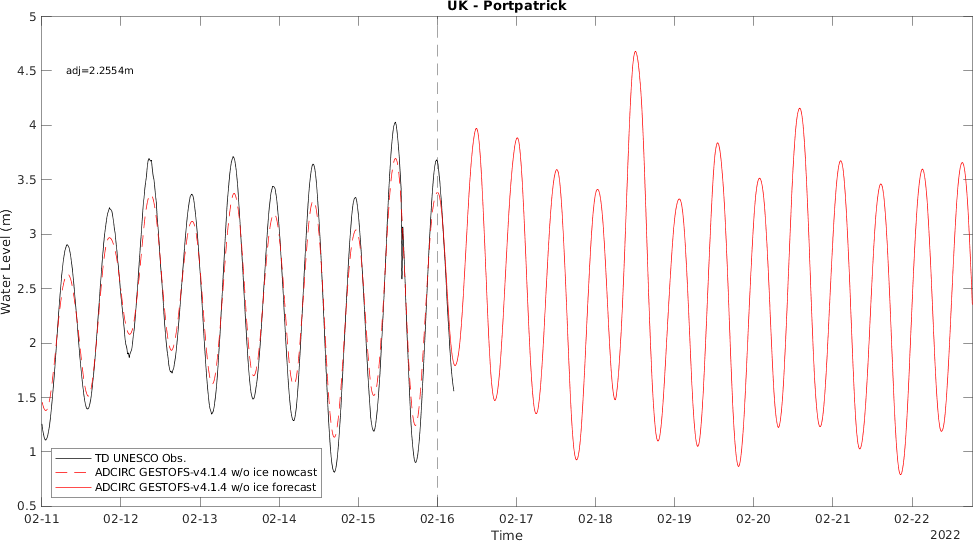 UK - Portpatrick
5
4.5
4
3.5
3
2.5
2
1.5
1
0.5
Water Level (m)
adj=2.2554m
TD UNESCO Obs.
ADCIRC GESTOFS-v4.1.4 w/o ice nowcast
ADCIRC GESTOFS-v4.1.4 w/o ice forecast
02-11 02-12 02-13 02-14 02-15 02-16 02-17 02-18 02-19 02-20 02-21 02-22
Time
2022